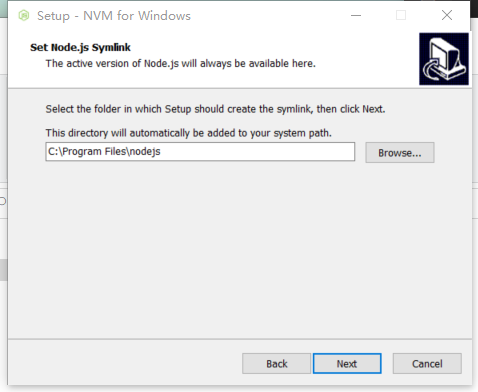 Setup - NVM for Windows
Set Node.js Symlink
The active version of Node.js will always be available here.
Select the folder in which Setup should create the symlink, then click Next.
This directory will automatically be added to your system path.
C:\Program Files\nodejs
Browse...
Back
Next
Cancel